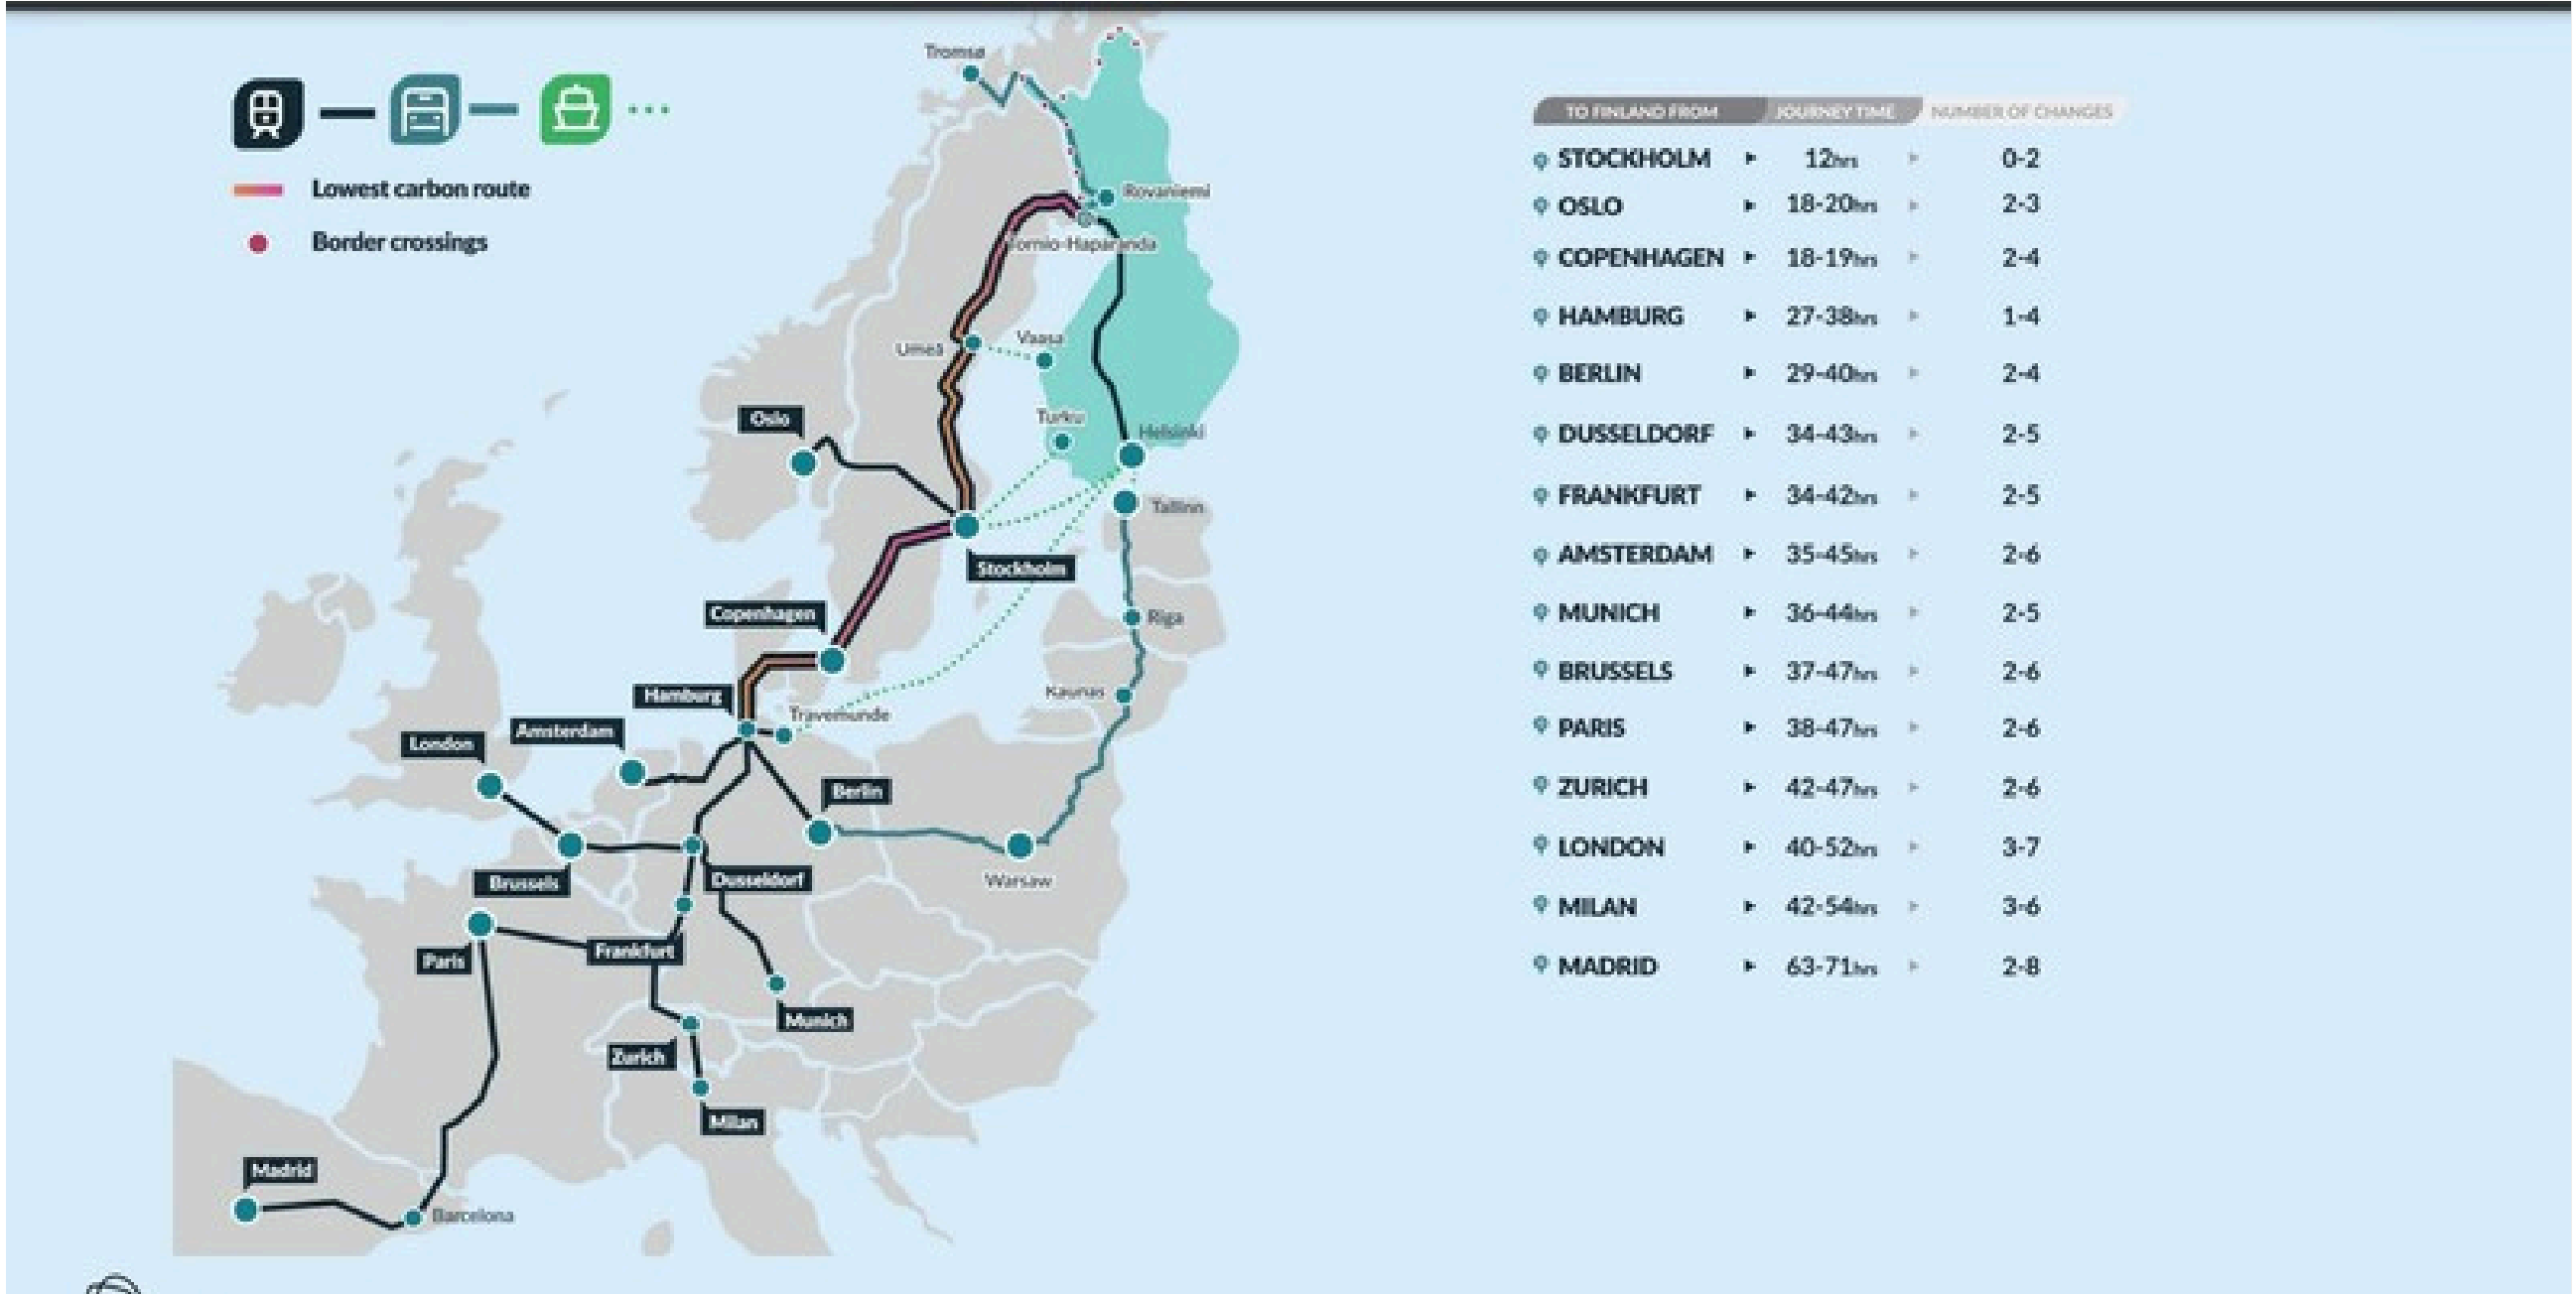 Lowest carbon route
Border crossings
Tromsø
Rovaniemi
Tornio-Haparanda
Umeå
Vaasa
Turku
Helsinki
Oslo
Tallinn
Stockholm
Copenhagen
Riga
Kaunas
Hamburg
Travemunde
Amsterdam
London
Berlin
Brussels
Dusseldorf
Warsaw
Paris
Frankfurt
Munich
Zurich
Milan
Madrid
Barcelona
TO FINLAND FROM JOURNEY TIME NUMBER OF CHANGES
STOCKHOLM 12hrs 0-2
OSLO 18-20hrs 2-3
COPENHAGEN 18-19hrs 2-4
HAMBURG 27-38hrs 1-4
BERLIN 29-40hrs 2-4
DUSSELDORF 34-43hrs 2-5
FRANKFURT 34-42hrs 2-5
AMSTERDAM 35-45hrs 2-6
MUNICH 36-44hrs 2-5
BRUSSELS 37-47hrs 2-6
PARIS 38-47hrs 2-6
ZURICH 42-47hrs 2-6
LONDON 40-52hrs 3-7
MILAN 42-54hrs 3-6
MADRID 63-71hrs 2-8